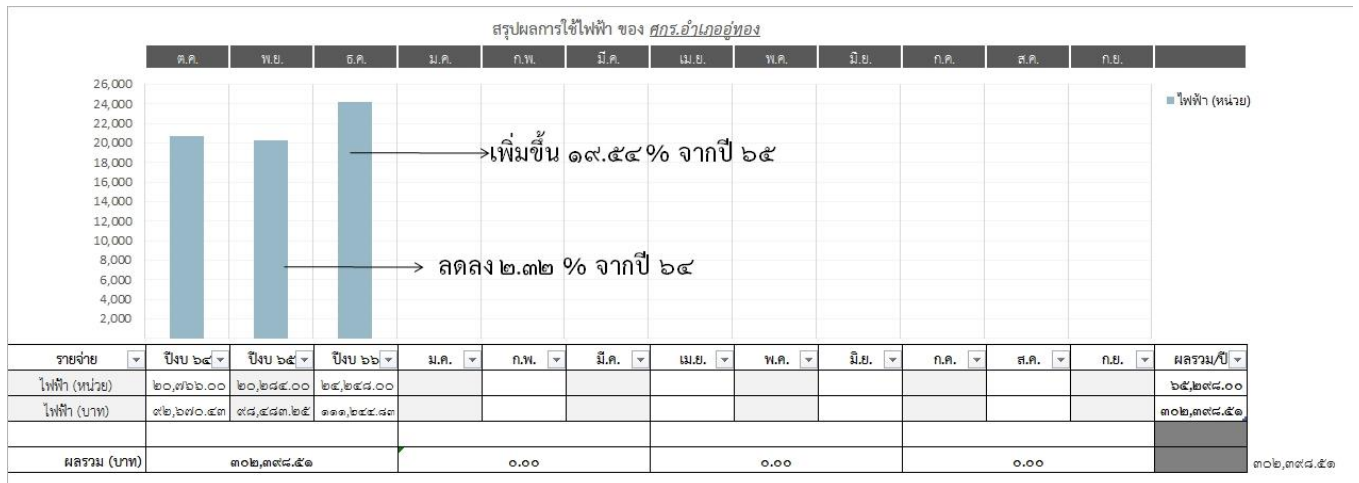 สรุปผลการใช้ไฟฟ้า ของ ศกร.อำเภออู่ทอง
ต.ค. พ.ย. ธ.ค. ม.ค. ก.พ. มี.ค. เม.ย. พ.ค. มิ.ย. ก.ค. ส.ค. ก.ย.
26,000
24,000
22,000
20,000
18,000
16,000
14,000
12,000
10,000
8,000
6,000
4,000
2,000
ไฟฟ้า (หน่วย)
เพิ่มขึ้น ๑๙.๕๔ % จากปี ๖๕
ลดลง ๒.๓๒ % จากปี ๖๔
รายจ่าย ปีงบ ๖๔ ปีงบ ๖๕ ปีงบ ๖๖ ม.ค. ก.พ. มี.ค. เม.ย. พ.ค. มิ.ย. ก.ค. ส.ค. ก.ย. ผลรวม/ปี
ไฟฟ้า (หน่วย) ๒๐,๗๖๖.๐๐ ๒๐,๒๘๔.๐๐ ๒๔,๒๔๘.๐๐ ๖๕,๒๙๘.๐๐
ไฟฟ้า (บาท) ๙๒,๖๗๐.๔๓ ๙๘,๔๘๓.๒๕ ๑๑๑,๒๔๔.๘๓ ๓๐๒,๓๙๘.๕๑
ผลรวม (บาท) ๓๐๒,๓๙๘.๕๑ ๐.๐๐ ๐.๐๐ ๐.๐๐ ๓๐๒,๓๙๘.๕๑